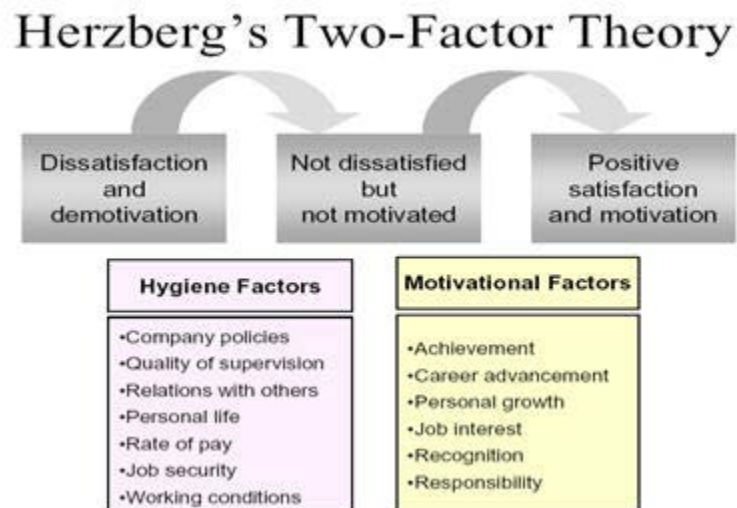 Herzberg's Two-Factor Theory
Dissatisfaction
and
demotivation
Not dissatisfied
but
not motivated
Positive
satisfaction
and motivation
Hygiene Factors
•Company policies
•Quality of supervision
•Relations with others
•Personal life
•Rate of pay
•Job security
•Working conditions
Motivational Factors
•Achievement
•Career advancement
•Personal growth
•Job interest
•Recognition
•Responsibility